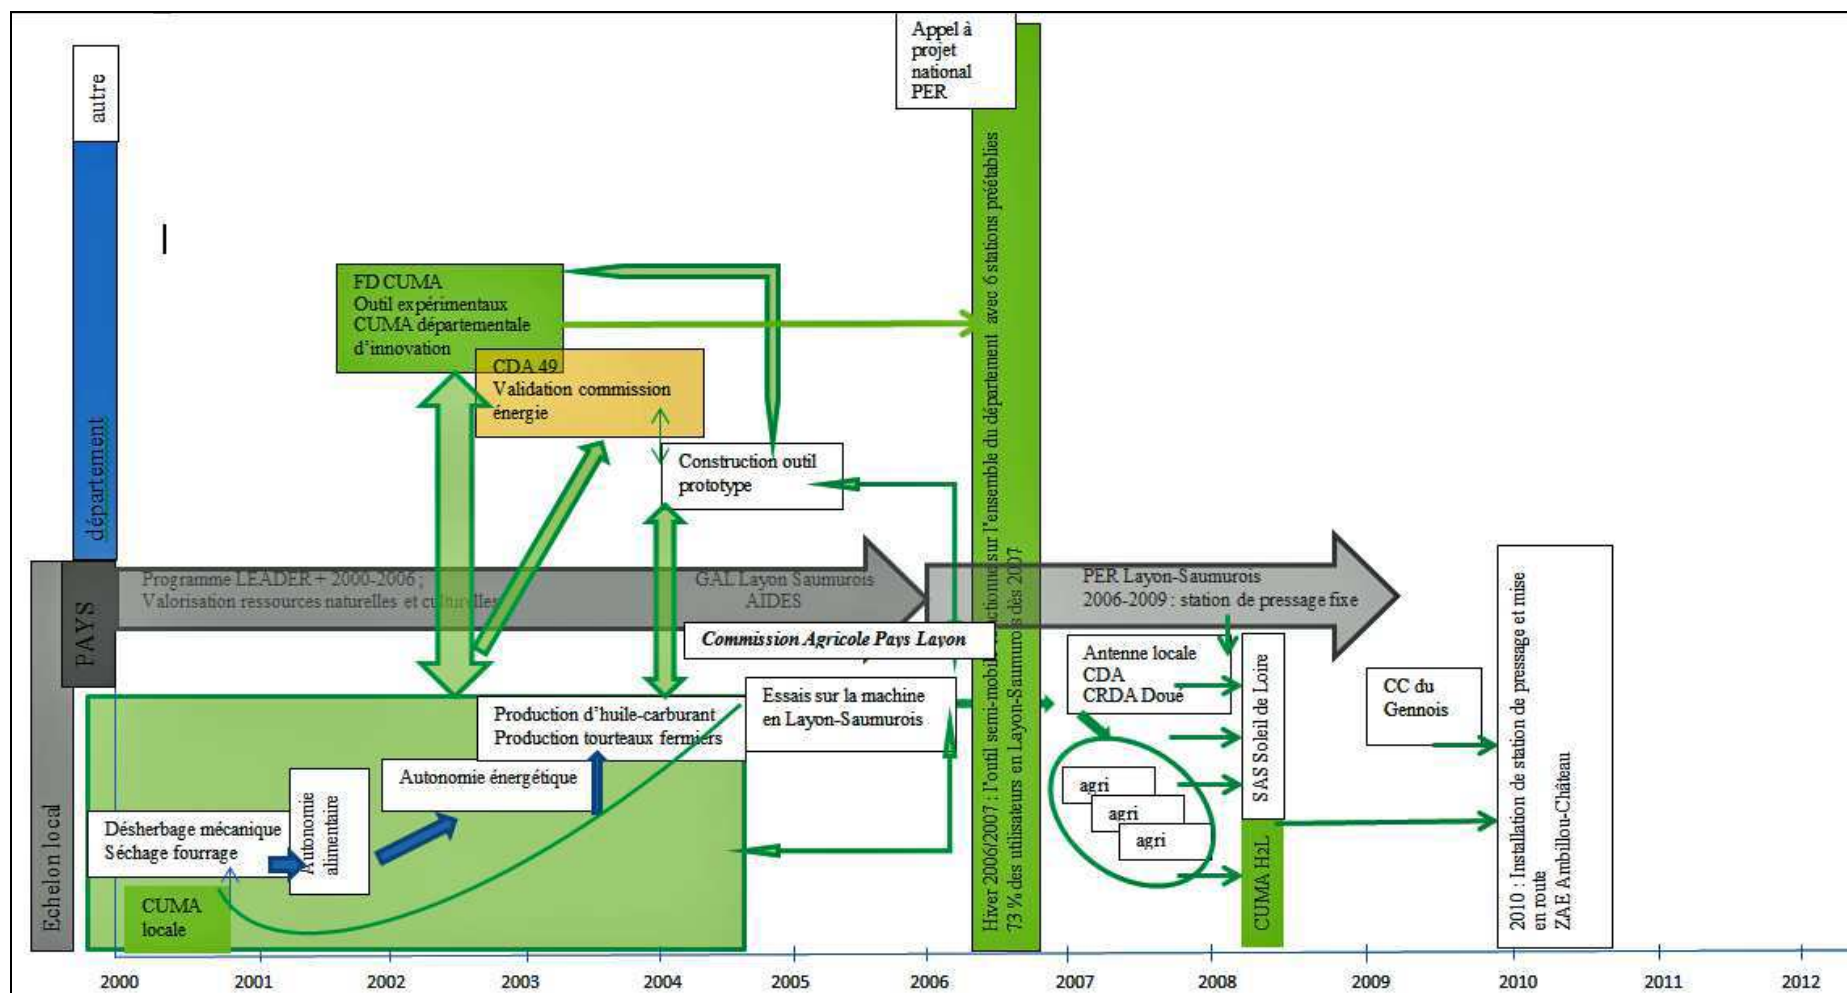 Appel à
projet
national
PER
autre
département
PAYS
Echelon local
FD CUMA
Outil expérimentaux
CUMA départementale
d'innovation
CDA 49
Validation commission
énergie
Construction outil
prototype
Hiver 2006/2007 : l'outil semi-mobile fonctionne sur l'ensemble du département avec 6 stations préétablies
73 % des utilisateurs en Layon-Saumurois dès 2007
Programme LEADER + 2000-2006 ;
Valorisation ressources naturelles et culturelles
GAL Layon Saumurois
AIDES
PER Layon-Saumurois
2006-2009 : station de pressage fixe
Commission Agricole Pays Layon
Antenne locale
CDA
CRDA Doué
Essais sur la machine
en Layon-Saumurois
Production d'huile-carburant
Production tourteaux fermiers
Autonomie énergétique
Autonomie
alimentaire
Désherbage mécanique
Séchage fourrage
CUMA
locale
agri
agri
agri
SAS Soleil de Loire
CUMA H2L
CC du
Gennois
2010 : Installation de station de pressage et mise
en route
ZAE Ambillou-Château
2000 2001 2002 2003 2004 2005 2006 2007 2008 2009 2010 2011 2012